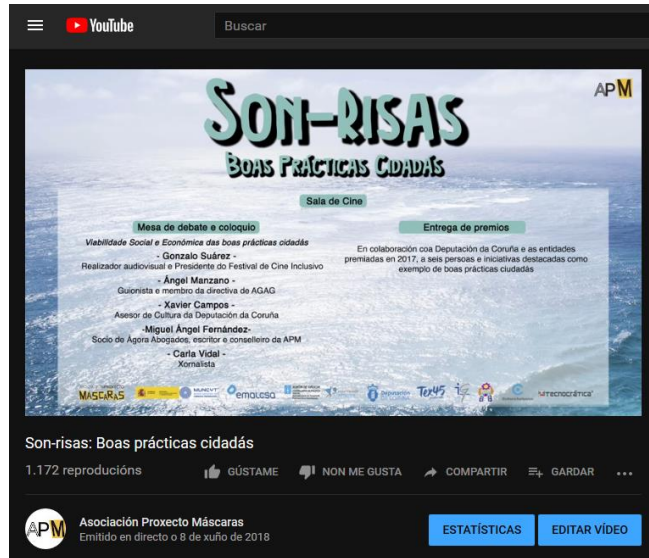 YouTube
Buscar
APM
SON-RISAS
BOAS PRÁCTICAS CIDADÁS
Sala de Cine
Mesa de debate e coloquio
Viabilidade Social e Económica das boas prácticas cidadás
- Gonzalo Suárez -
Realizador audiovisual e Presidente do Festival de Cine Inclusivo
- Ángel Manzano -
Guionista e membro da directiva de AGAG
- Xavier Campos -
Asesor de Cultura da Deputación da Coruña
-Miguel Ángel Fernández-
Socio de Ágora Abogados, escritor e conselleiro da APM
- Carla Vidal -
Xornalista
Entrega de premios
En colaboración coa Deputación da Coruña e as entidades
premiadas en 2017, a seis persoas e iniciativas destacadas como
exemplo de boas prácticas ciudadás
MÁSCARAS
emalcsa
Deputación
Tex45
Son-risas: Boas prácticas cidadás
1.172 reproducións
GÚSTAME
NON ME GUSTA
COMPARTIR
GARDAR
APM
Asociación Proxecto Máscaras
Emitido en directo o 8 de xuño de 2018
ESTATÍSTICAS
EDITAR VÍDEO